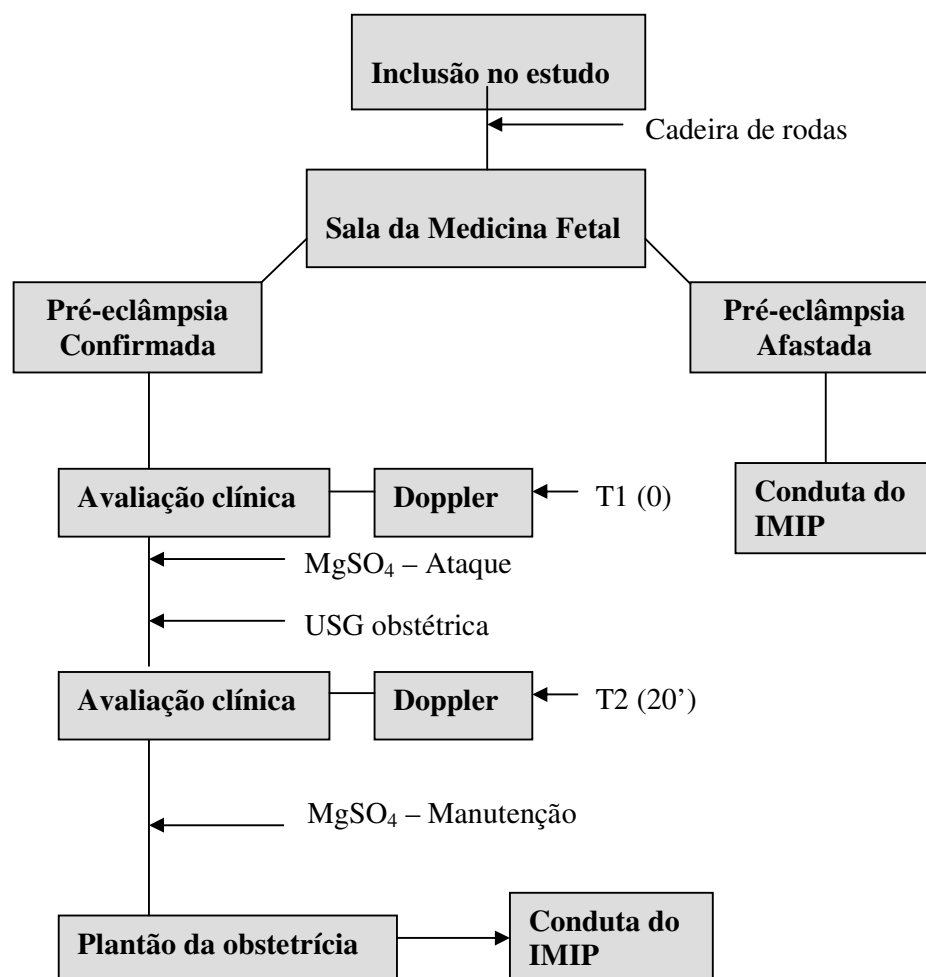 Inclusão no estudo
Cadeira de rodas
Sala da Medicina Fetal
Pré-eclâmpsia
Confirmada
Pré-eclâmpsia
Afastada
Avaliação clínica
Doppler
T1 (0)
Conduta do
IMIP
MgSO₄ – Ataque
USG obstétrica
Avaliação clínica
Doppler
T2 (20’)
MgSO₄ – Manutenção
Plantão da obstetrícia
Conduta do
IMIP